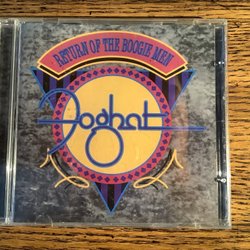 RETURN OF THE BOOGIE MEN
Foghat